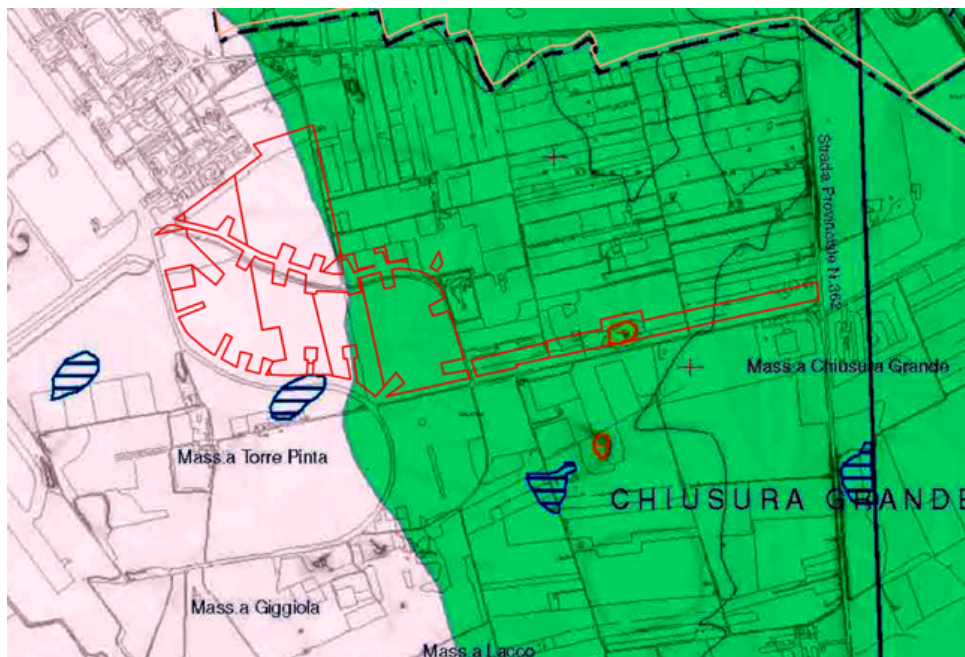 Strada Provinciale N.362
Mass.a Chiusura Grande
Mass.a Torre Pinta
CHIUSURA GRANDE
Mass.a Giggiola
Mass.a Lacco